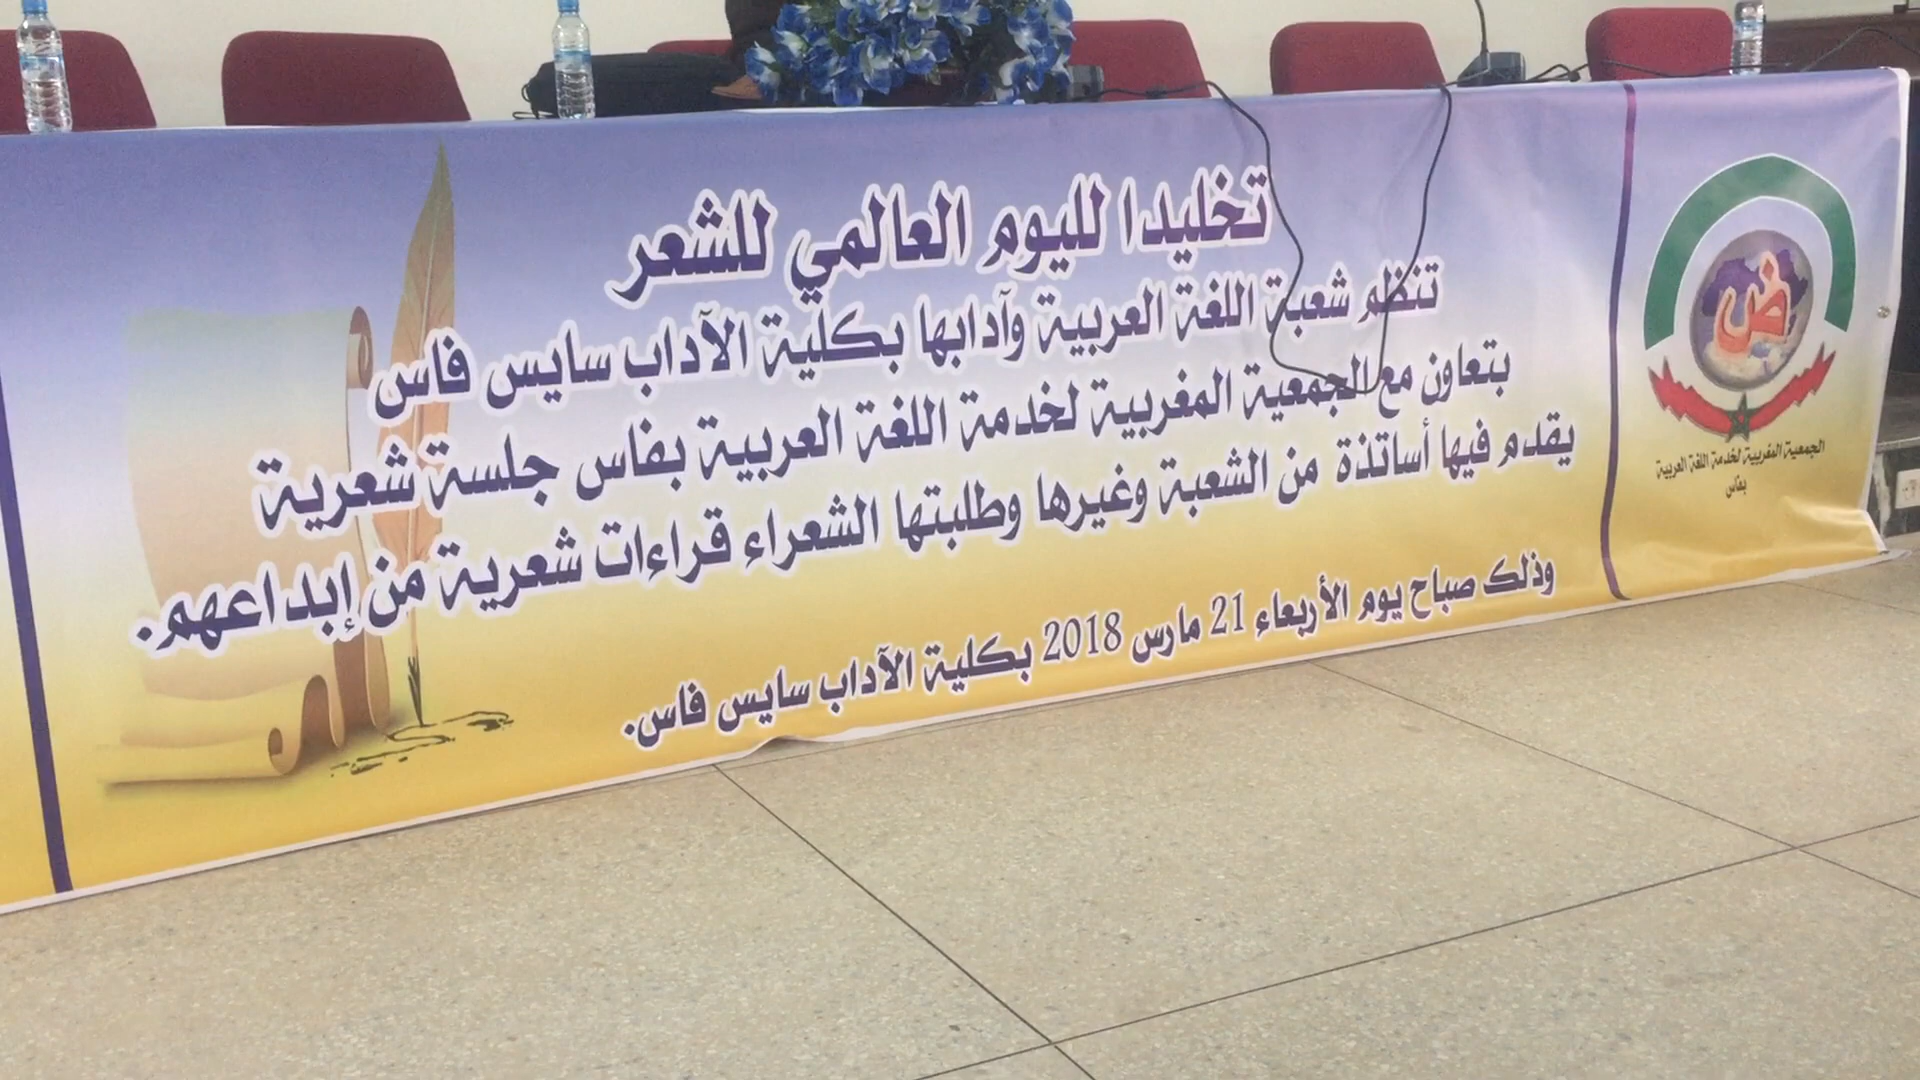 تخليدا لليوم العالمي للشعر
تنظم شعبة اللغة العربية وآدابها بكلية الآداب سايس فاس
بتعاون مع الجمعية المغربية لخدمة اللغة العربية بفاس جلسة شعرية
يقدم فيها أساتذة من الشعبة وغيرها وطلبتها الشعراء قراءات شعرية من إبداعهم.
وذلك صباح يوم الأربعاء 21 مارس 2018 بكلية الآداب سايس فاس.
ض
الجمعية المغربية لخدمة اللغة العربية
بفاس